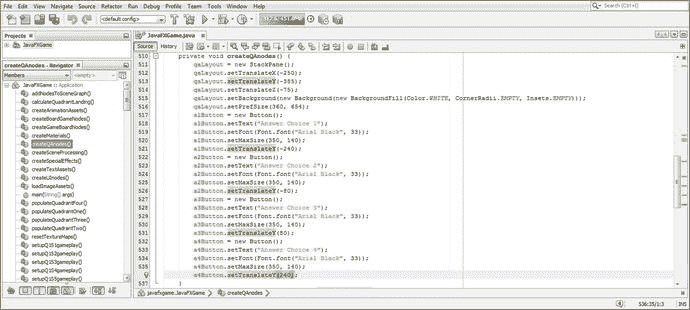 File Edit View Navigate Source Refactor Run Debug Profile Team Tools Window Help
Search (Ctrl+I)
<default config>
Projects
JavaFXGame
createQAnodes - Navigator
Members
<empty>
JavaFXGame :: Application
addNodesToSceneGraph()
calculateQuadrantLanding()
createAnimationAssets()
createBoardGameNodes()
createGameBoardNodes()
createMaterials()
createQAnodes()
createSceneProcessing()
createSpecialEffects()
createTextAssets()
createUInodes()
loadImageAssets()
main(String[] args)
populateQuadrantFour()
populateQuadrantOne()
populateQuadrantThree()
populateQuadrantTwo()
resetTextureMaps()
setupQ1S1gameplay()
setupQ1S2gameplay()
setupQ1S3gameplay()
setupQ1S4gameplay()
setupQ1S5gameplay()
JavaFXGame.java
Source History
510 private void createQAnodes() {
511 qaLayout = new StackPane();
512 qaLayout.setTranslateX(-250);
513 qaLayout.setTranslateY(-385);
514 qaLayout.setTranslateZ(-75);
515 qaLayout.setBackground(new Background(new BackgroundFill(Color.WHITE, CornerRadii.EMPTY, Insets.EMPTY)));
516 qaLayout.setPrefSize(360, 654);
517 a1Button = new Button();
518 a1Button.setText("Answer Choice 1");
519 a1Button.setFont(Font.font("Arial Black", 33));
520 a1Button.setMaxSize(350, 140);
521 a1Button.setTranslateY(-240);
522 a2Button = new Button();
523 a2Button.setText("Answer Choice 2");
524 a2Button.setFont(Font.font("Arial Black", 33));
525 a2Button.setMaxSize(350, 140);
526 a2Button.setTranslateY(-80);
527 a3Button = new Button();
528 a3Button.setText("Answer Choice 3");
529 a3Button.setFont(Font.font("Arial Black", 33));
530 a3Button.setMaxSize(350, 140);
531 a3Button.setTranslateY(80);
532 a4Button = new Button();
533 a4Button.setText("Answer Choice 4");
534 a4Button.setFont(Font.font("Arial Black", 33));
535 a4Button.setMaxSize(350, 140);
a4Button.setTranslateY(240);
537 }
javafxgame.JavaFXGame
createQAnodes
536:35/1:3
INS